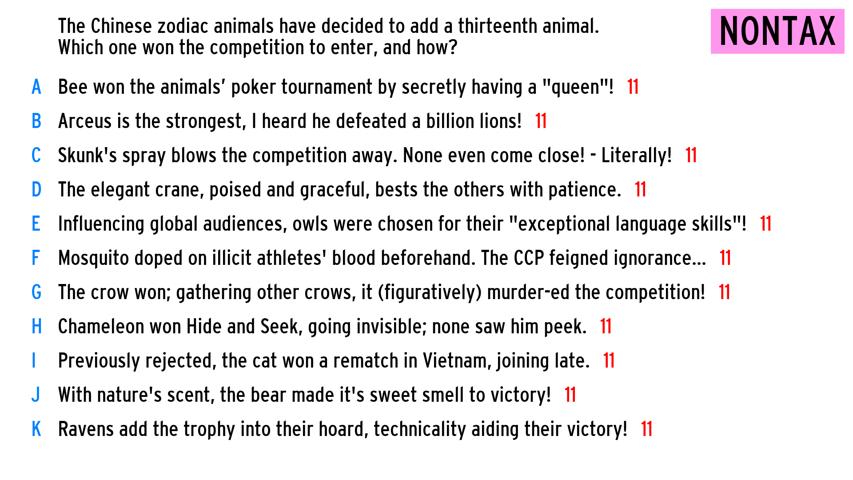 The Chinese zodiac animals have decided to add a thirteenth animal.
Which one won the competition to enter, and how?
NONTAX
A Bee won the animals' poker tournament by secretly having a "queen"! 11
B Arceus is the strongest, I heard he defeated a billion lions! 11
C Skunk's spray blows the competition away. None even come close! - Literally! 11
D The elegant crane, poised and graceful, bests the others with patience. 11
E Influencing global audiences, owls were chosen for their "exceptional language skills"! 11
F Mosquito doped on illicit athletes' blood beforehand. The CCP feigned ignorance... 11
G The crow won; gathering other crows, it (figuratively) murder-ed the competition! 11
H Chameleon won Hide and Seek, going invisible; none saw him peek. 11
I Previously rejected, the cat won a rematch in Vietnam, joining late. 11
J With nature's scent, the bear made it's sweet smell to victory! 11
K Ravens add the trophy into their hoard, technicality aiding their victory! 11